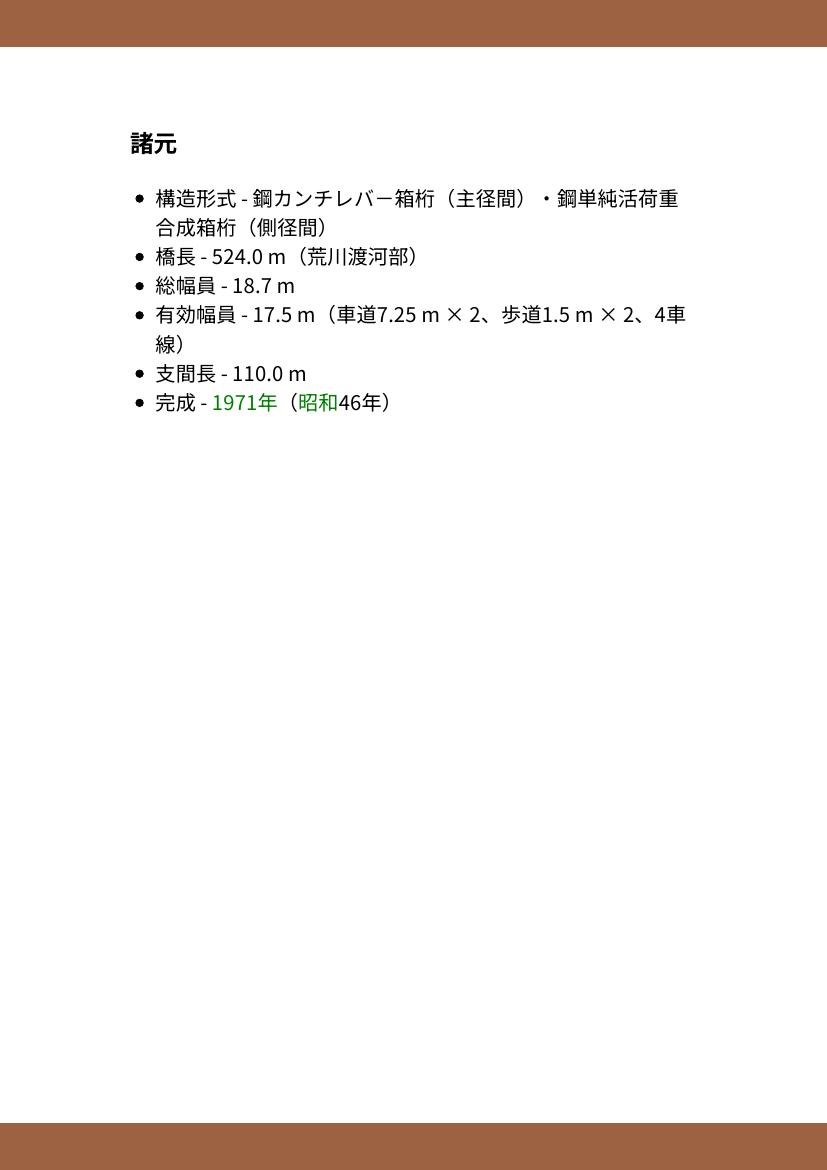 諸元
構造形式 - 鋼カンチレバー箱桁（主径間）・鋼単純活荷重
合成箱桁（側径間）
橋長 - 524.0 m（荒川渡河部）
総幅員 - 18.7 m
有効幅員 - 17.5 m（車道7.25 m × 2、歩道1.5 m × 2、4車
線）
支間長 - 110.0 m
完成 - 1971年（昭和46年）